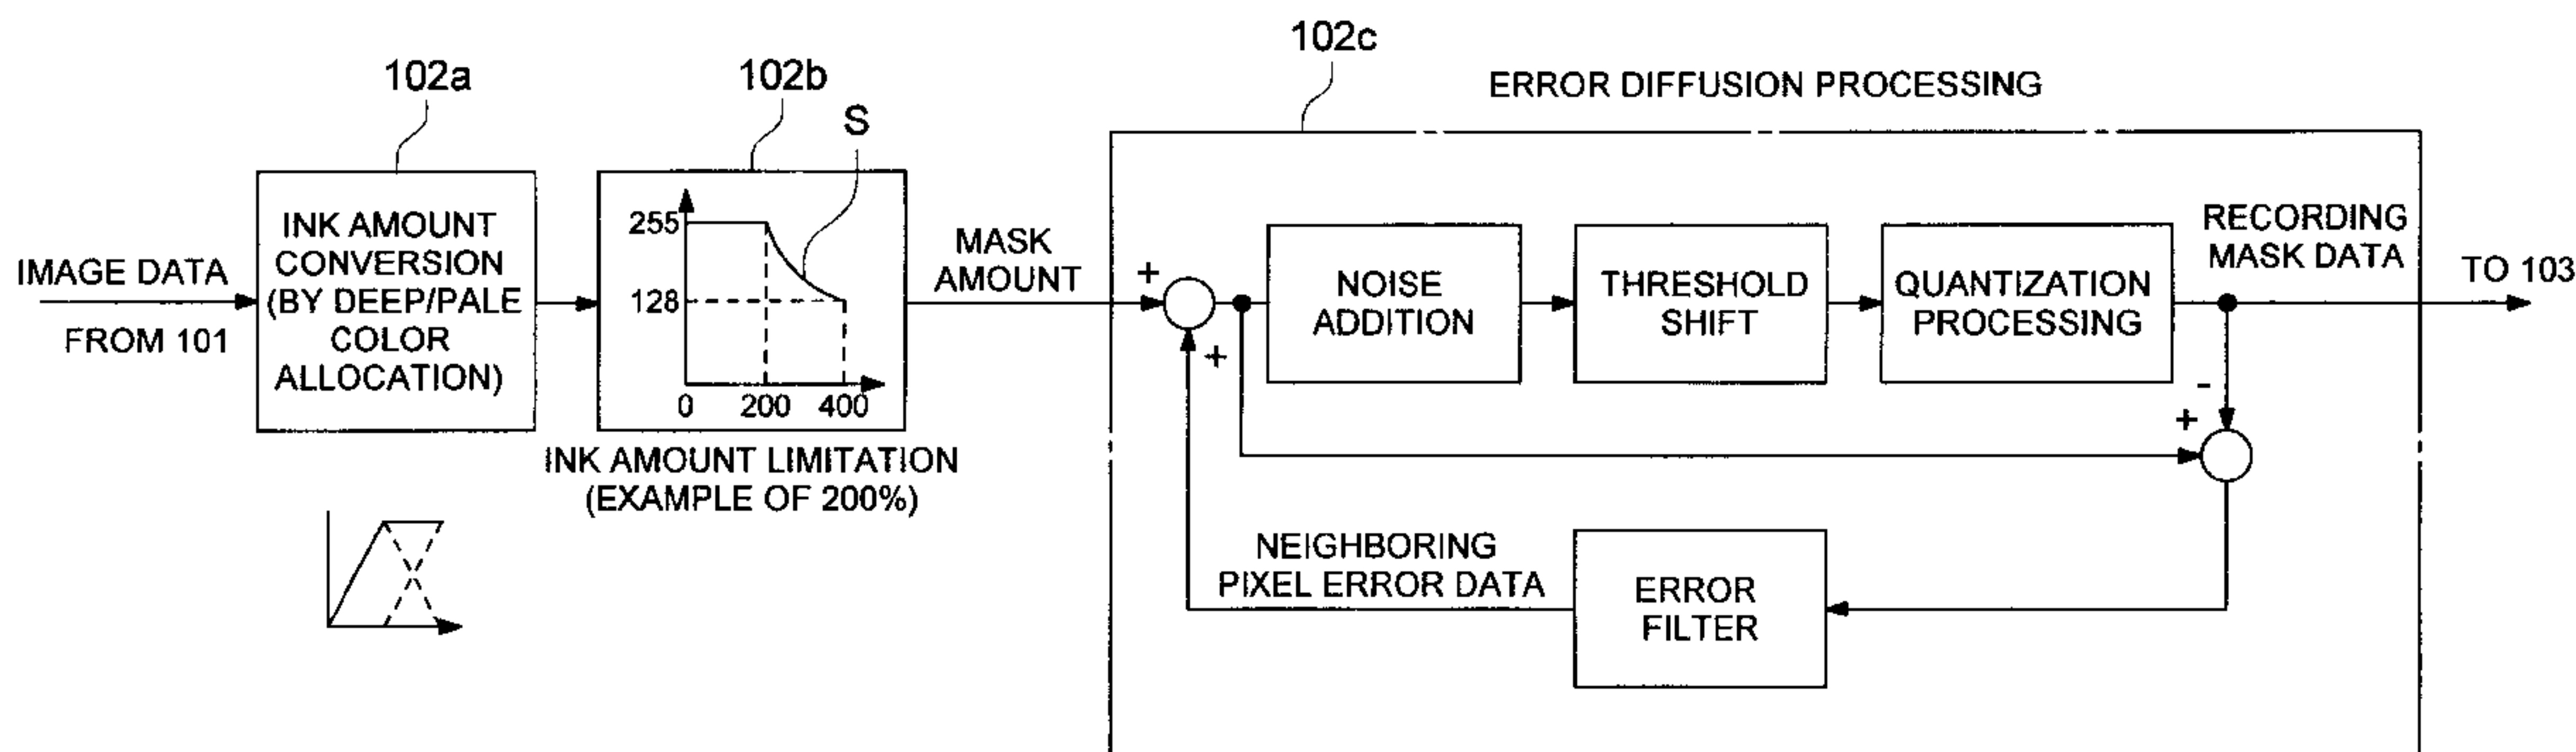 102a
102b
S
102c
ERROR DIFFUSION PROCESSING
IMAGE DATA
FROM 101
INK AMOUNT
CONVERSION
(BY DEEP/PALE
COLOR
ALLOCATION)
255
128
0 200 400
INK AMOUNT LIMITATION
(EXAMPLE OF 200%)
MASK
AMOUNT
+
+
NOISE
ADDITION
THRESHOLD
SHIFT
QUANTIZATION
PROCESSING
RECORDING
MASK DATA
TO 103
-
+
NEIGHBORING
PIXEL ERROR DATA
ERROR
FILTER